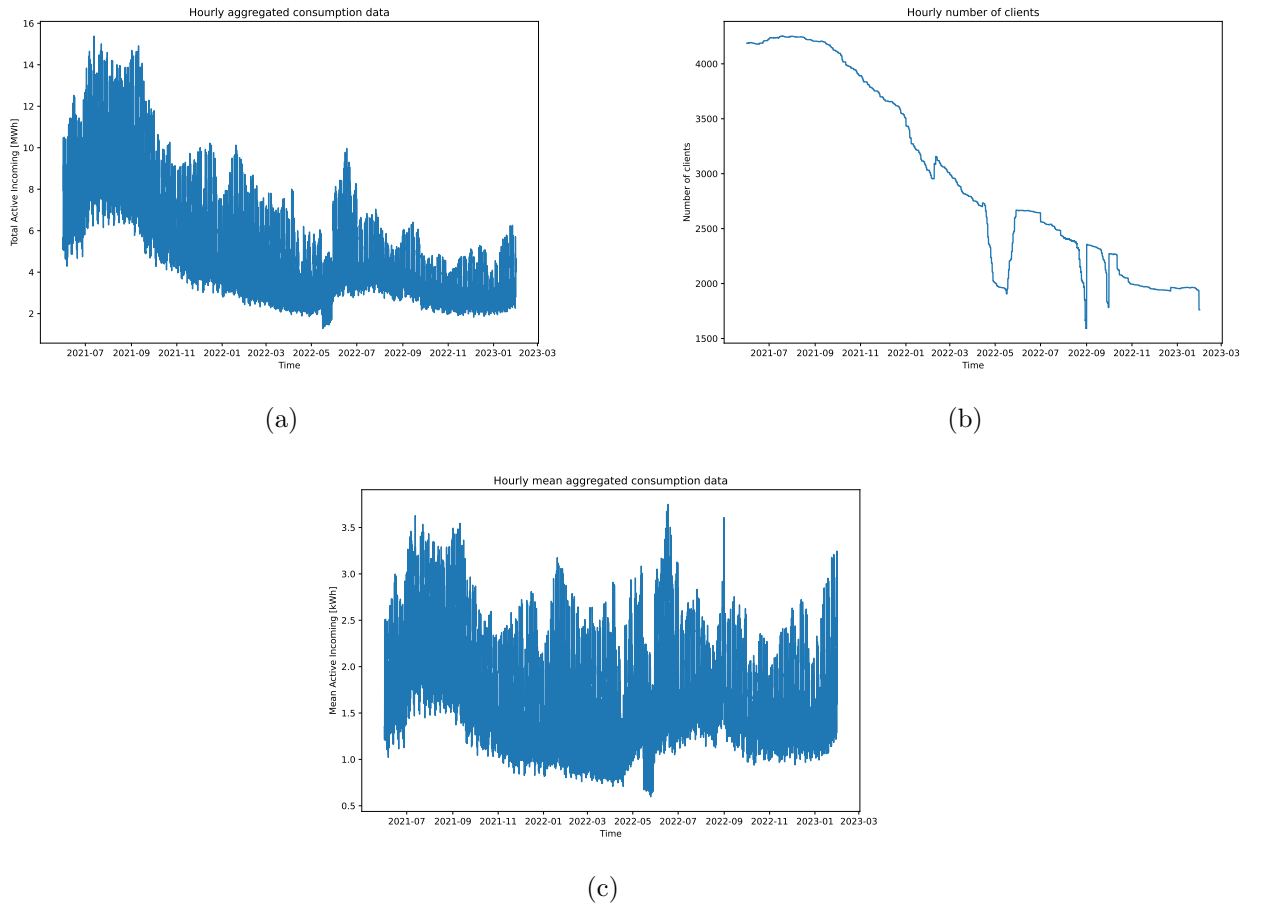 Hourly aggregated consumption data
16
14
12
10
8
6
4
2
Total Active Incoming [MWh]
2021-07 2021-09 2021-11 2022-01 2022-03 2022-05 2022-07 2022-09 2022-11 2023-01 2023-03
Time
(a)
Hourly number of clients
4000
3500
3000
2500
2000
1500
Number of clients
2021-07 2021-09 2021-11 2022-01 2022-03 2022-05 2022-07 2022-09 2022-11 2023-01 2023-03
Time
(b)
Hourly mean aggregated consumption data
3.5
3.0
2.5
2.0
1.5
1.0
0.5
Mean Active Incoming [kWh]
2021-07 2021-09 2021-11 2022-01 2022-03 2022-05 2022-07 2022-09 2022-11 2023-01 2023-03
Time
(c)